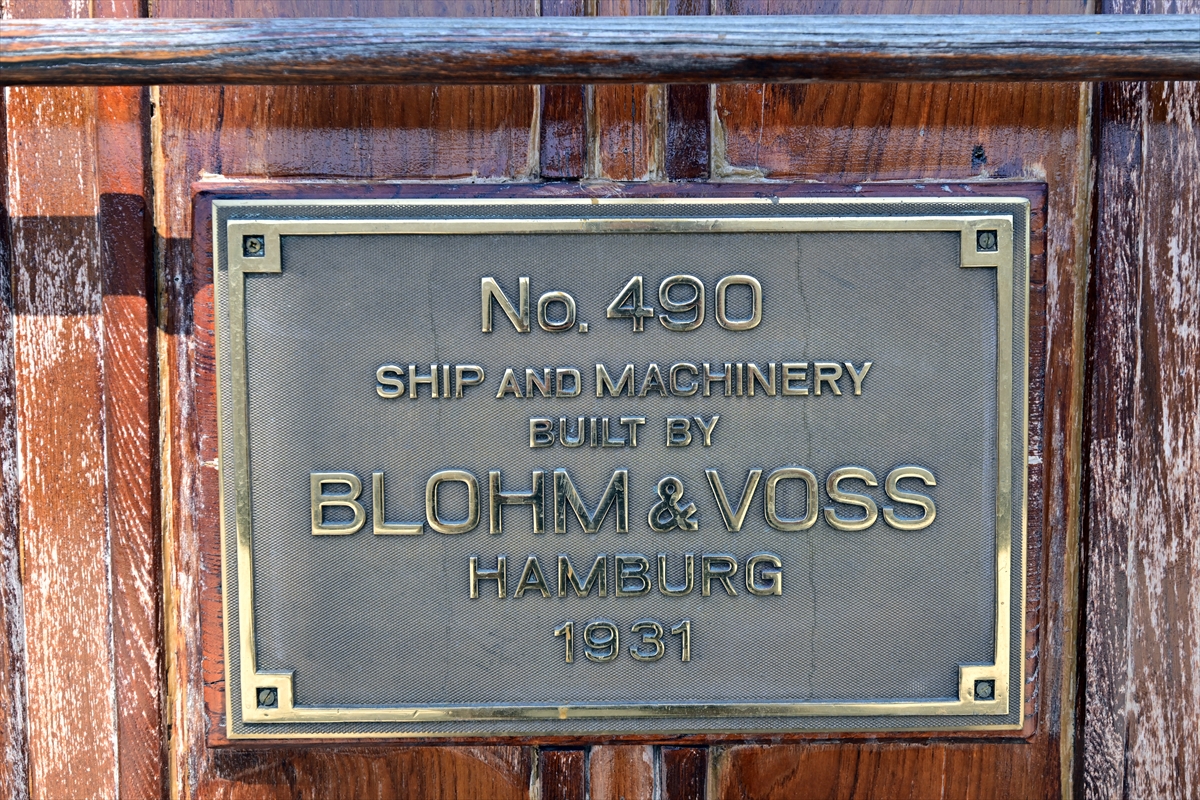 No. 490
SHIP AND MACHINERY
BUILT BY
BLOHM & VOSS
HAMBURG
1931